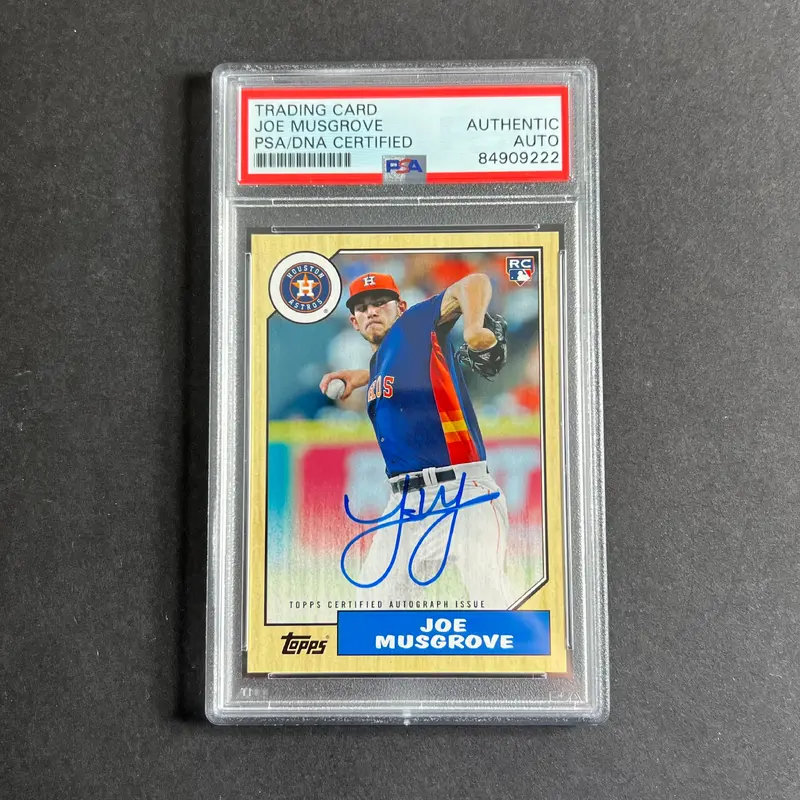 TRADING CARD
JOE MUSGROVE
PSA/DNA CERTIFIED
AUTHENTIC
AUTO
84909222
PSA
HOUSTON
ASTROS
H
RC
H
TOPPS CERTIFIED AUTOGRAPH ISSUE
Topps
JOE
MUSGROVE